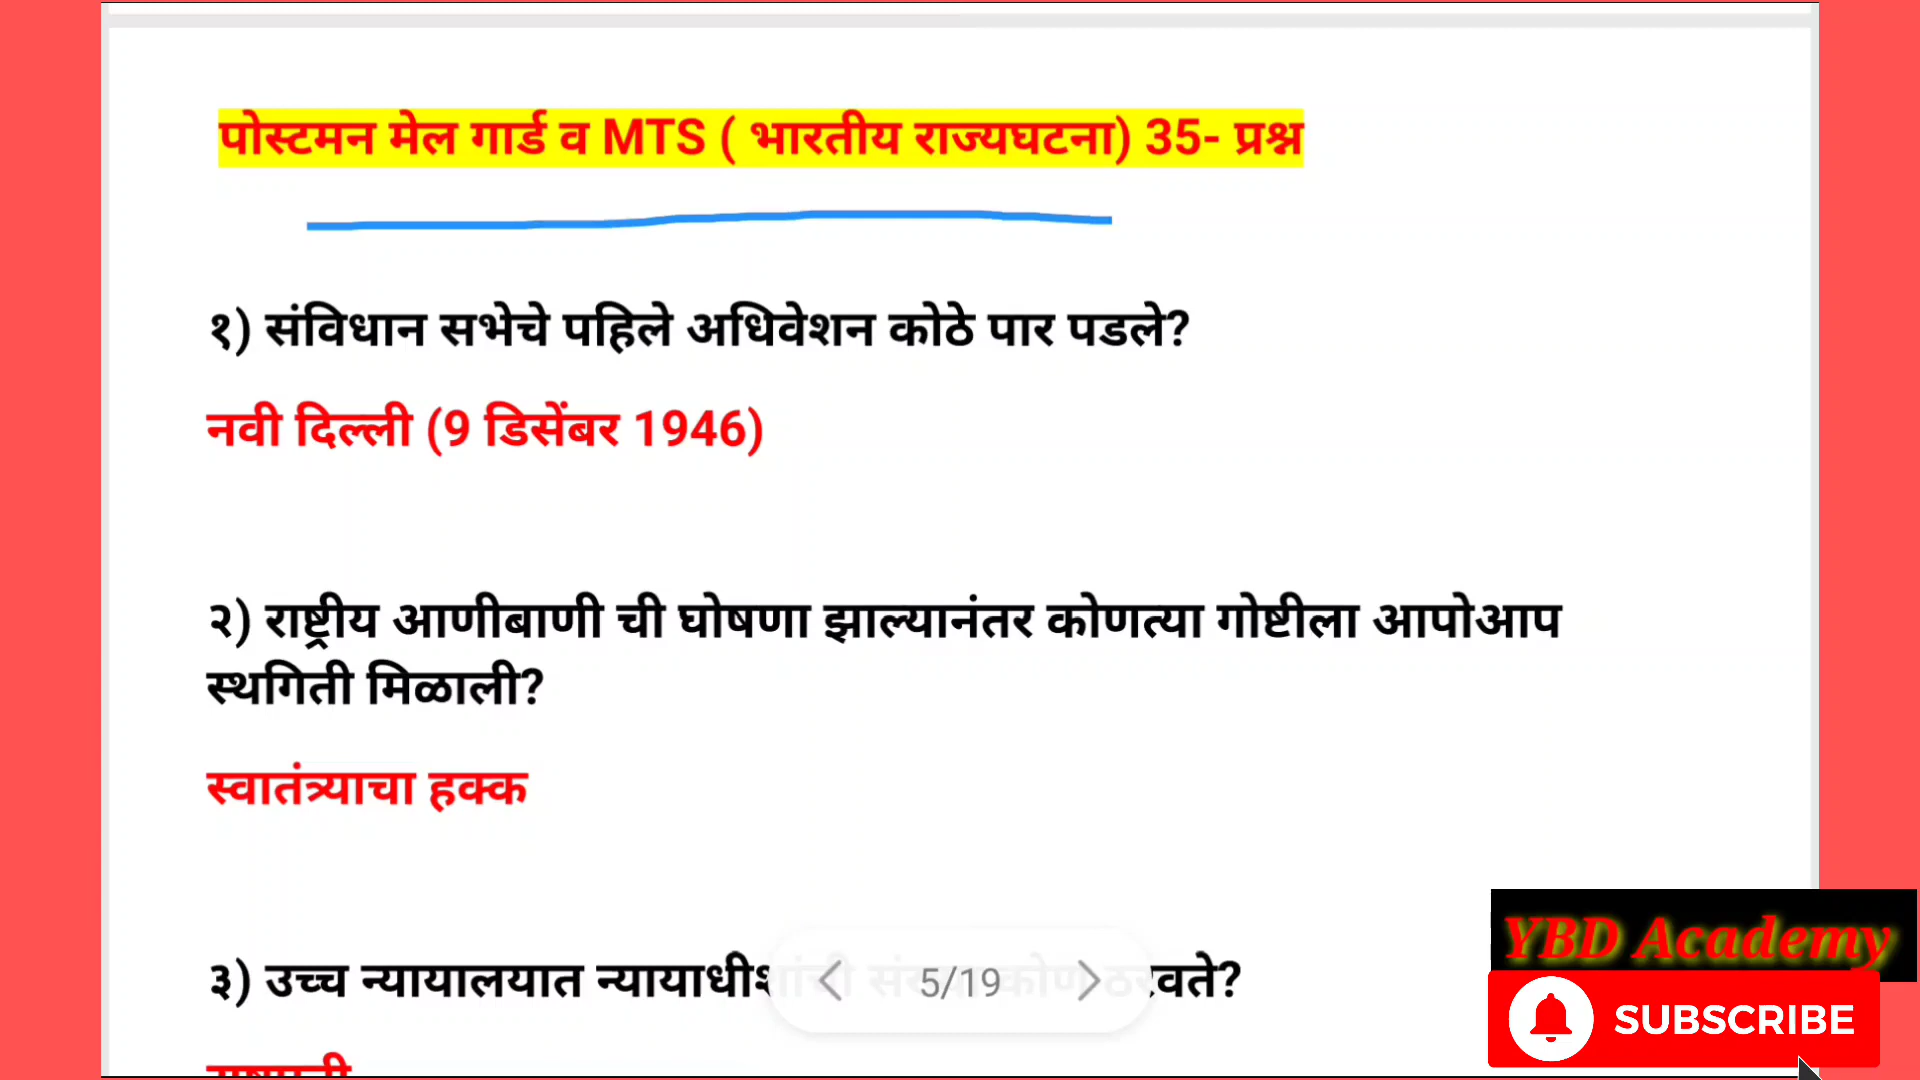 पोस्टमन मेल गार्ड व MTS ( भारतीय राज्यघटना) 35- प्रश्न
१) संविधान सभेचे पहिले अधिवेशन कोठे पार पडले?
नवी दिल्ली (9 डिसेंबर 1946)
२) राष्ट्रीय आणीबाणी ची घोषणा झाल्यानंतर कोणत्या गोष्टीला आपोआप
स्थगिती मिळाली?
स्वातंत्र्याचा हक्क
३) उच्च न्यायालयात न्यायाधीशांची संख्या कोण ठरवते?
5/19
YBD Academy
SUBSCRIBE